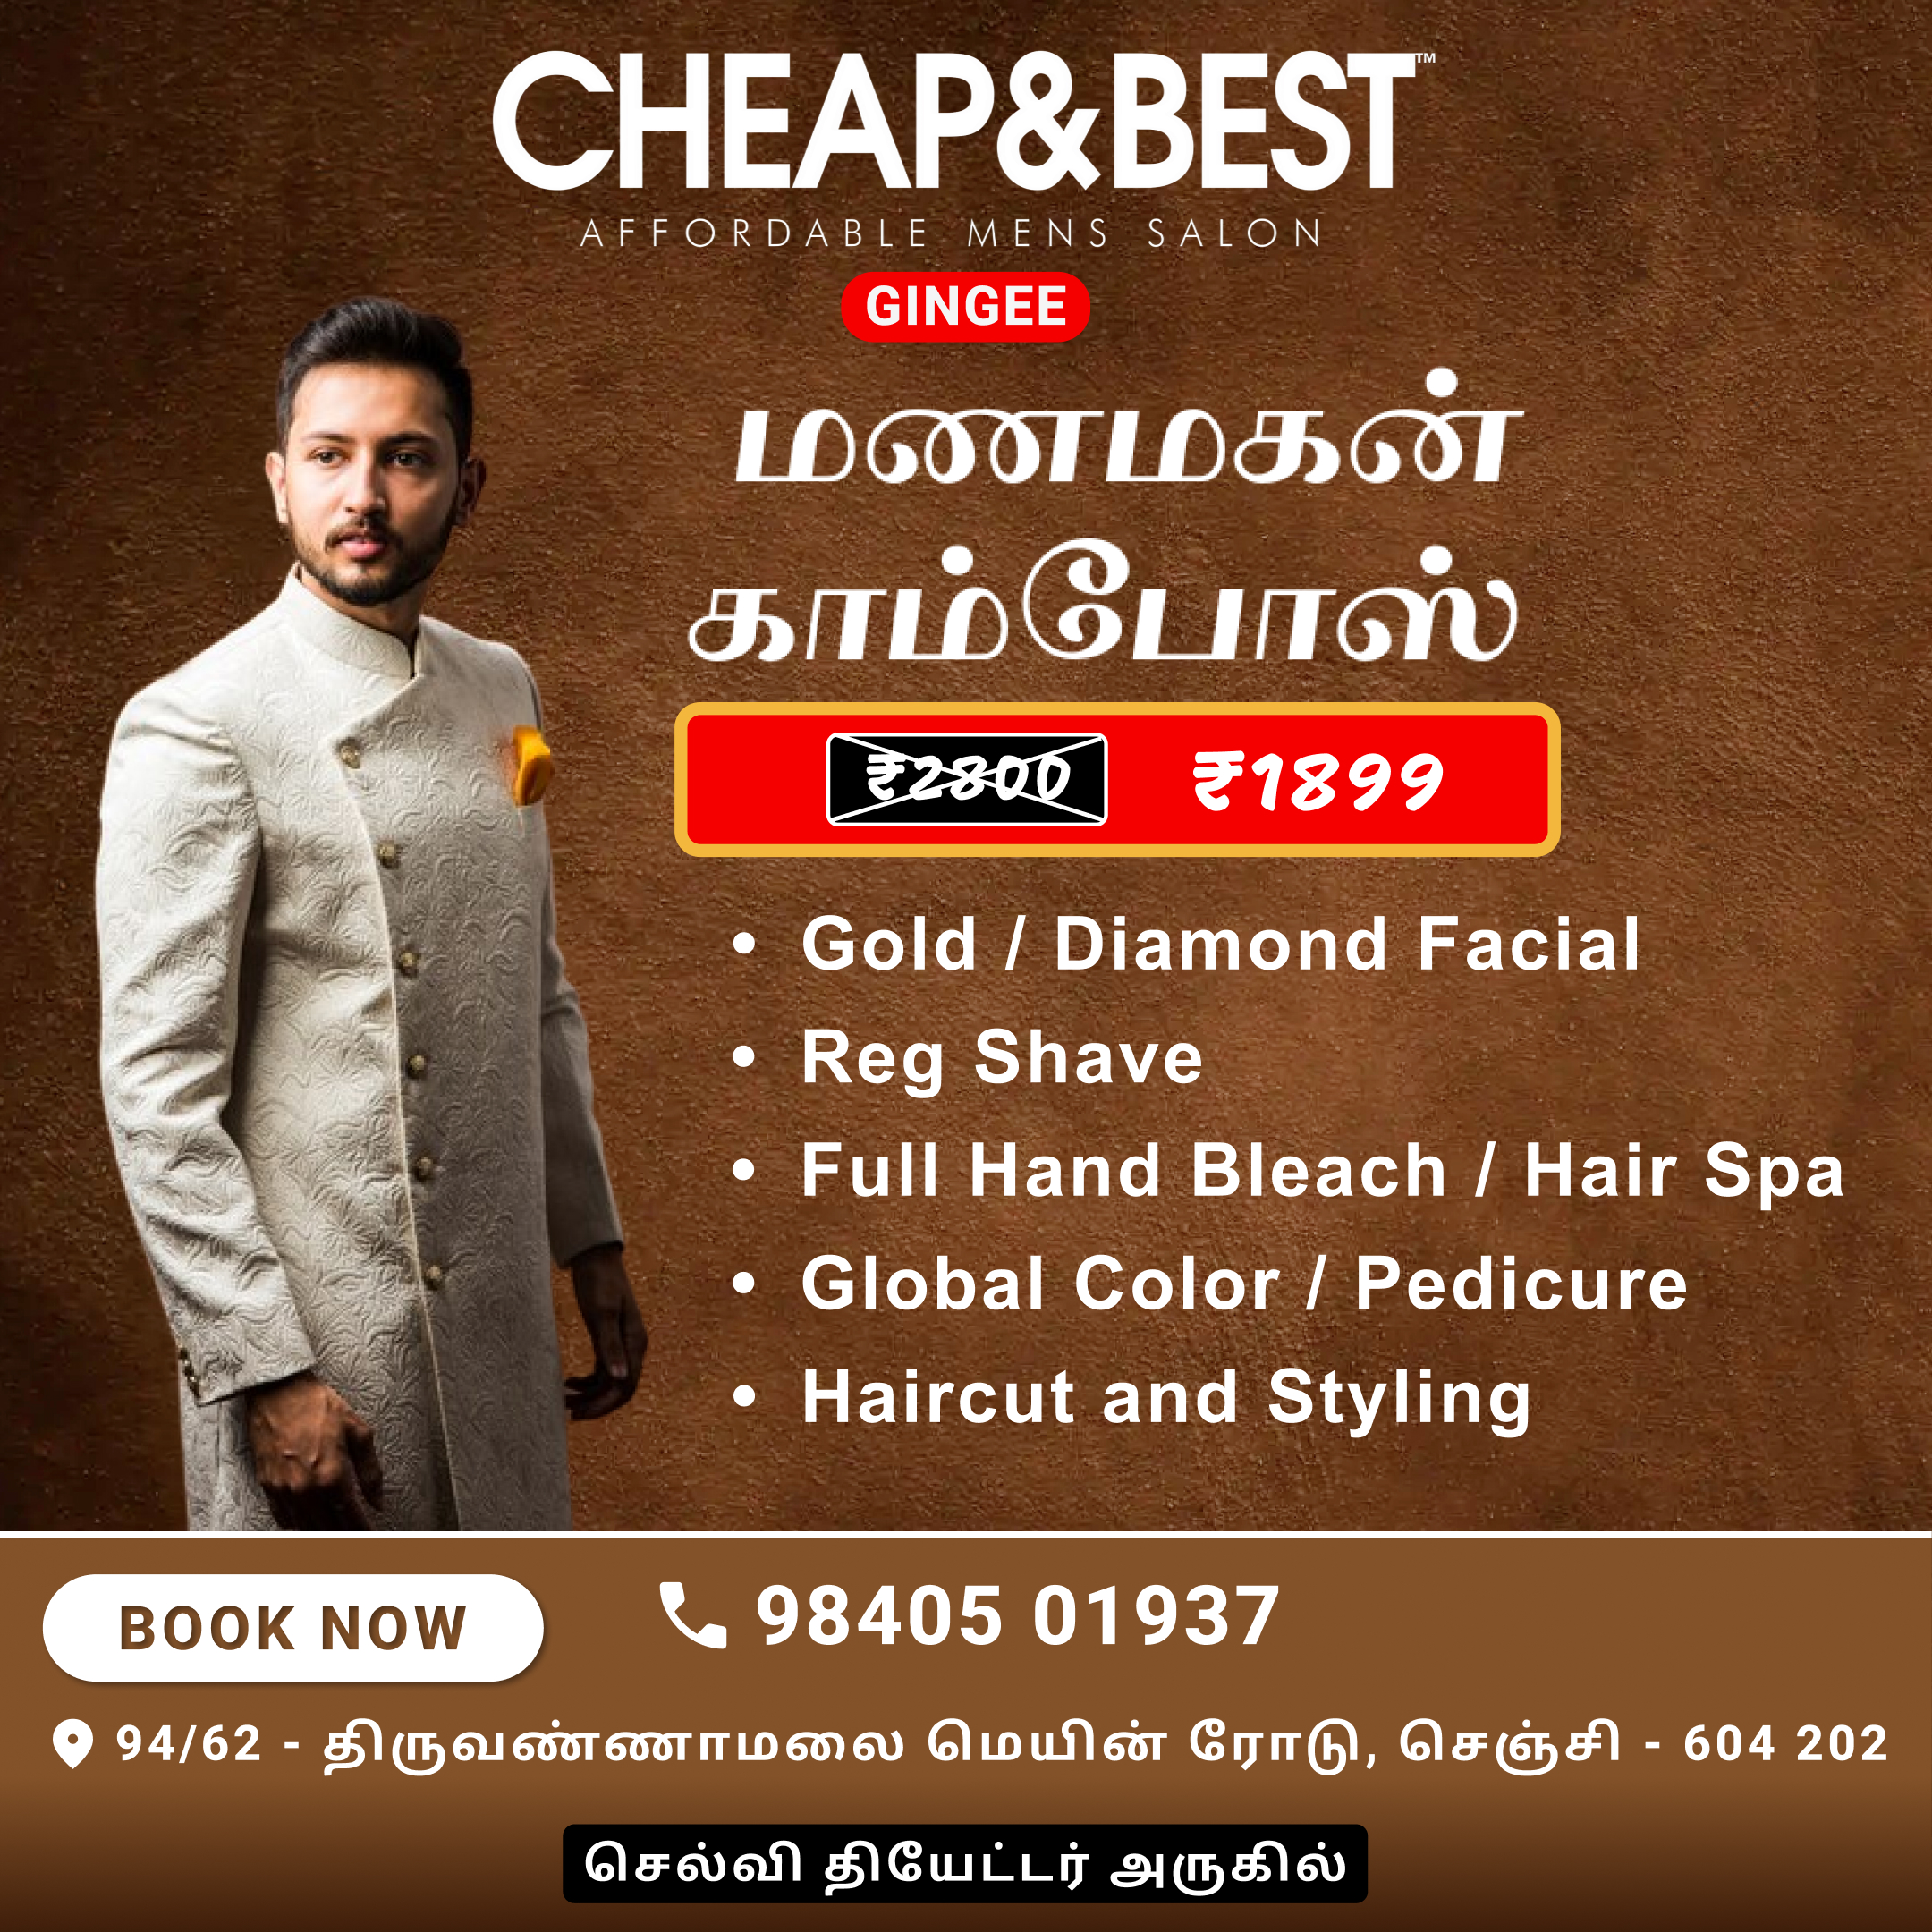 CHEAP&BEST™
AFFORDABLE MENS SALON
GINGEE
மணமகன்
காம்போஸ்
₹2800 ₹1899
• Gold / Diamond Facial
• Reg Shave
• Full Hand Bleach / Hair Spa
• Global Color / Pedicure
• Haircut and Styling
BOOK NOW 98405 01937
94/62 - திருவண்ணாமலை மெயின் ரோடு, செஞ்சி - 604 202
செல்வி தியேட்டர் அருகில்